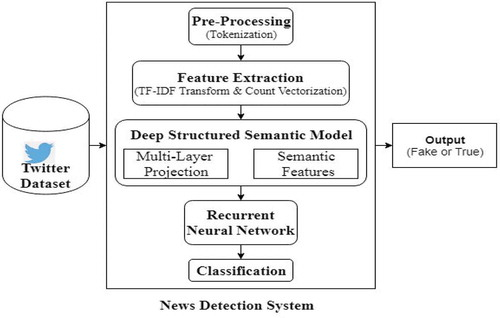 Pre-Processing
(Tokenization)
Feature Extraction
(TF-IDF Transform & Count Vectorization)
Twitter
Dataset
Deep Structured Semantic Model
Multi-Layer
Projection
Semantic
Features
Recurrent
Neural Network
Classification
Output
(Fake or True)
News Detection System